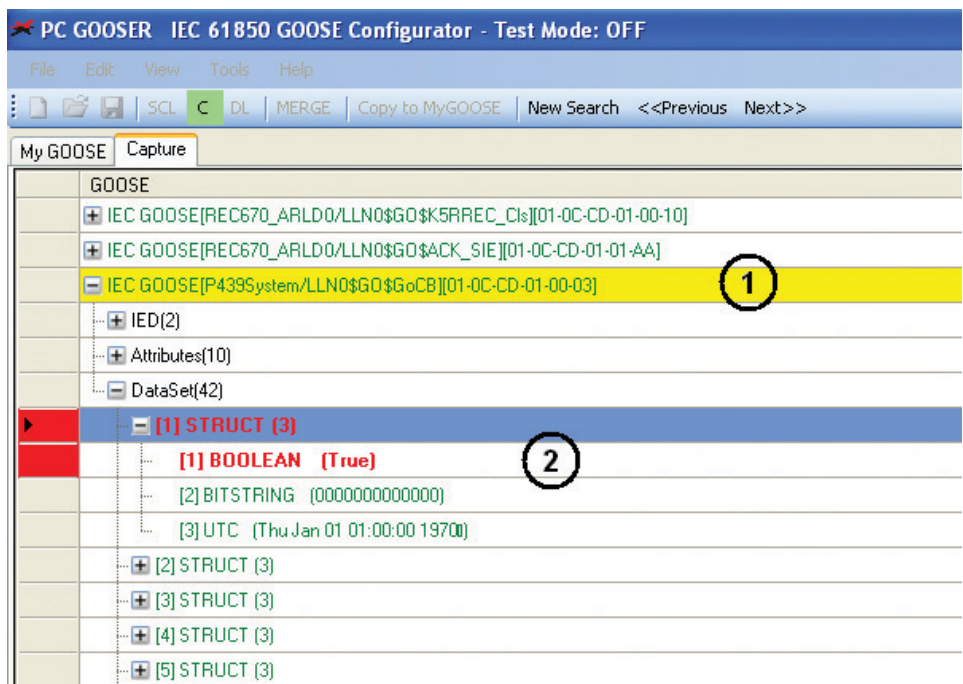 PC GOOSER IEC 61850 GOOSE Configurator - Test Mode: OFF
File Edit View Tools Help
SCL C DL MERGE Copy to MyGOOSE New Search <<Previous Next>>
My GOOSE Capture
GOOSE
IEC GOOSE[REC670_ARLD0/LLN0$GO$K5RREC_Cls][01-0C-CD-01-00-10]
IEC GOOSE[REC670_ARLD0/LLN0$GO$ACK_SIE][01-0C-CD-01-01-AA]
IEC GOOSE[P439System/LLN0$GO$GoCB][01-0C-CD-01-00-03] 1
IED(2)
Attributes(10)
DataSet(42)
[1] STRUCT (3)
[1] BOOLEAN (True) 2
[2] BITSTRING (0000000000000)
[3] UTC (Thu Jan 01 01:00:00 1970)
[2] STRUCT (3)
[3] STRUCT (3)
[4] STRUCT (3)
[5] STRUCT (3)